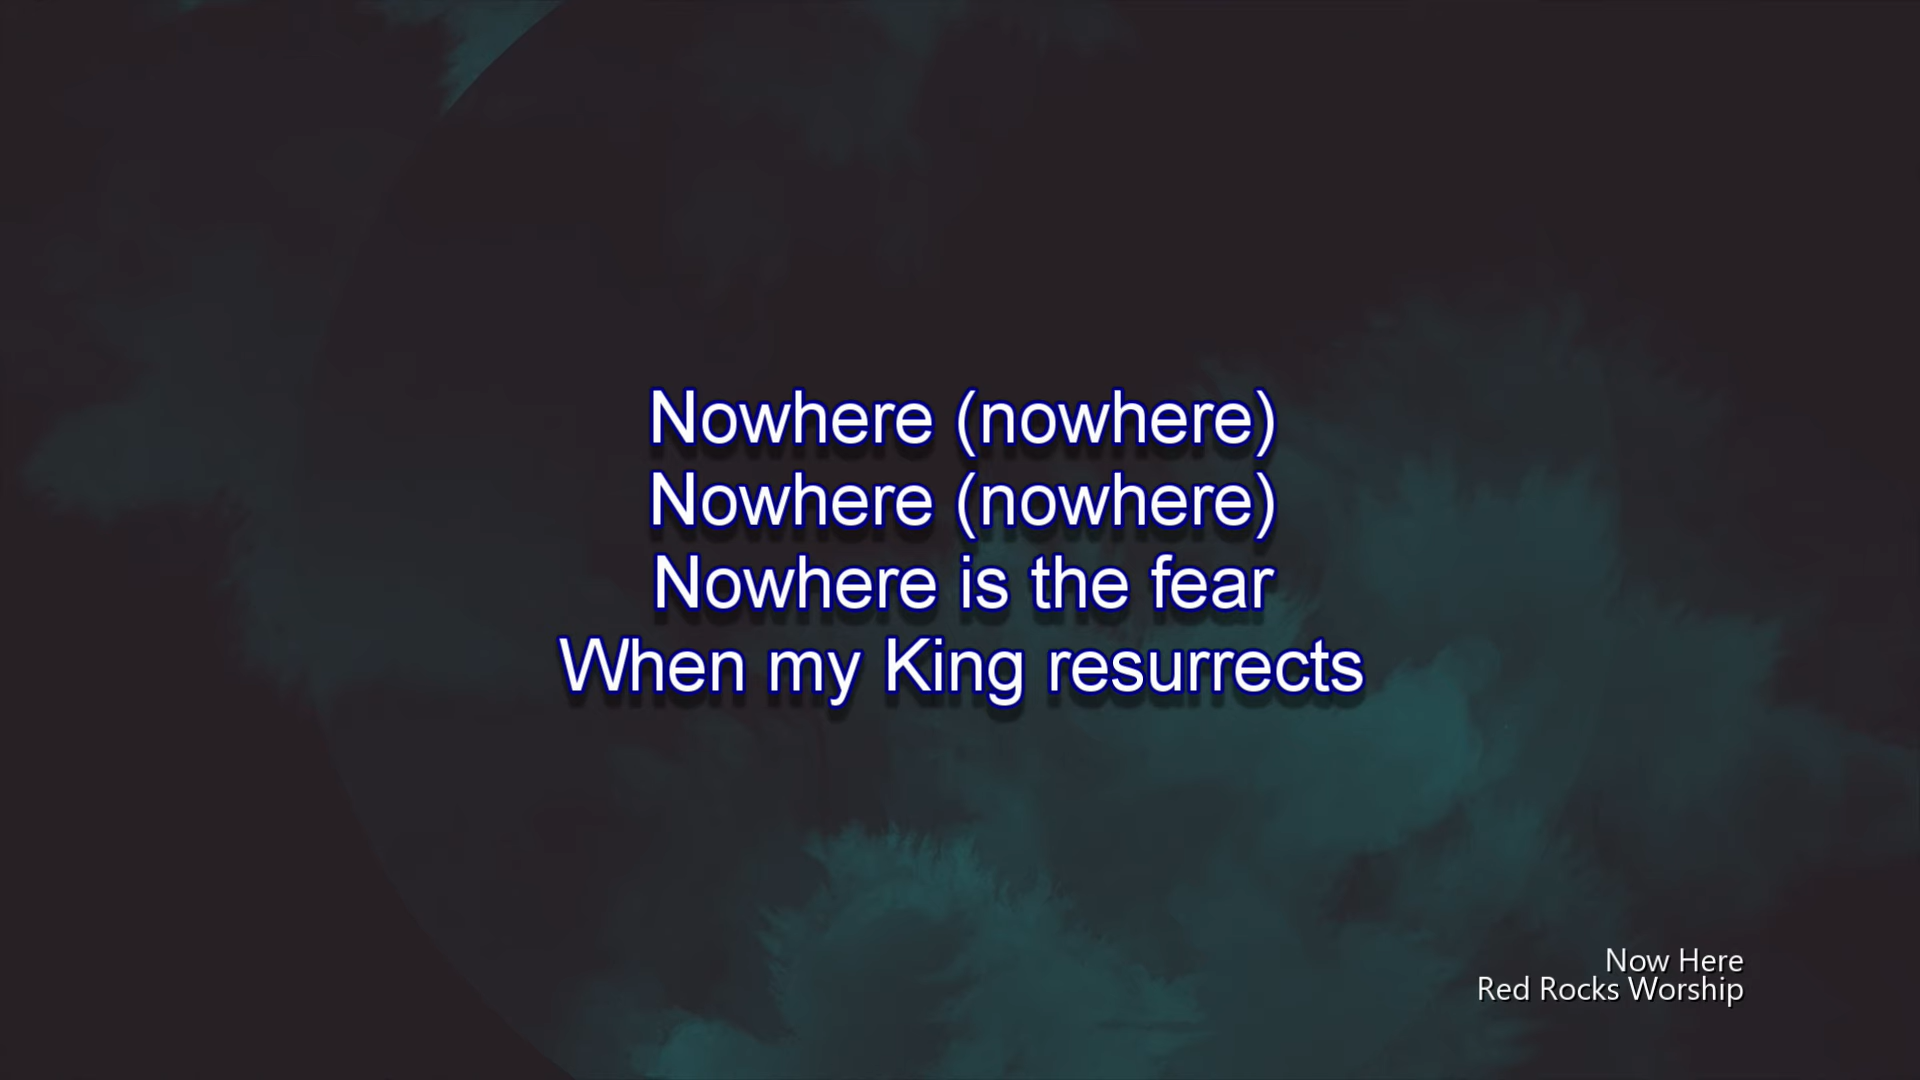 Nowhere (nowhere)
Nowhere (nowhere)
Nowhere is the fear
When my King resurrects
Now Here
Red Rocks Worship